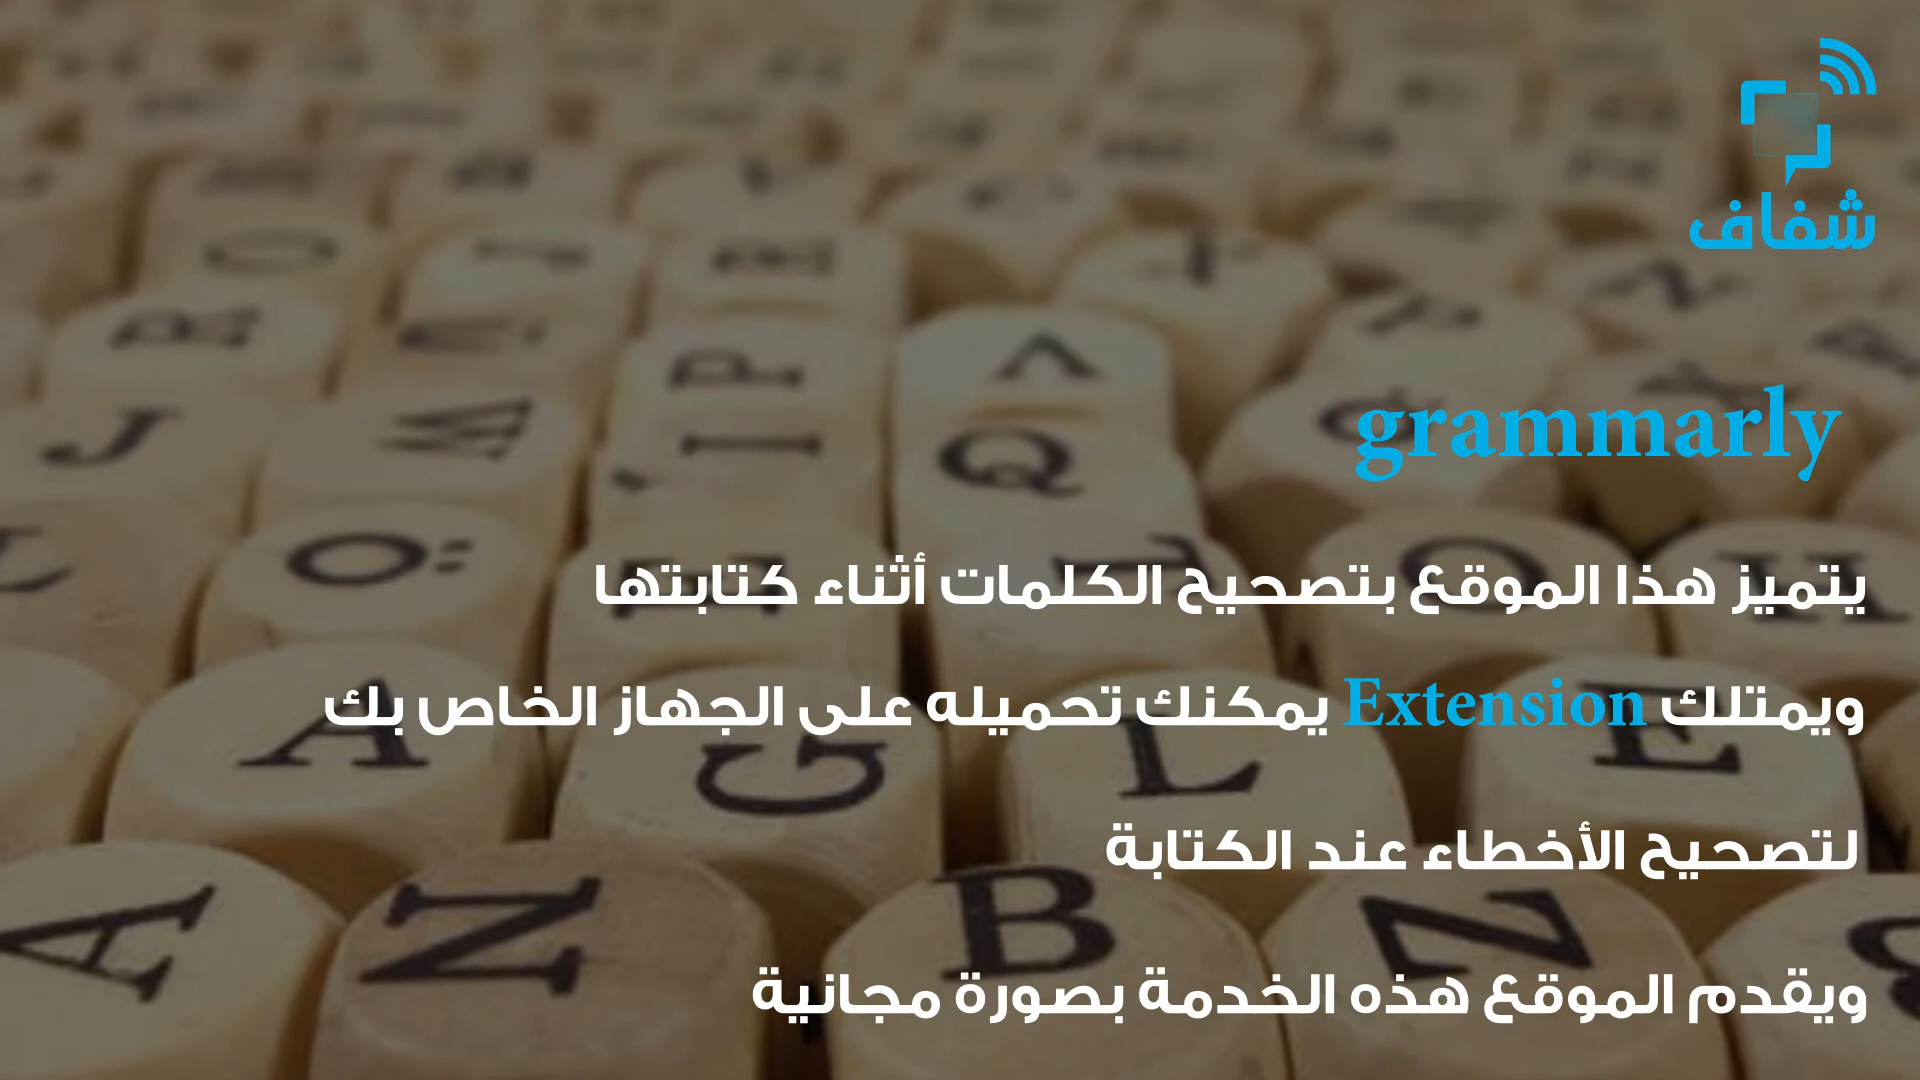 شفاف
grammarly
يتميز هذا الموقع بتصحيح الكلمات أثناء كتابتها
ويمتلك Extension يمكنك تحميله على الجهاز الخاص بك
لتصحيح الأخطاء عند الكتابة
ويقدم الموقع هذه الخدمة بصورة مجانية